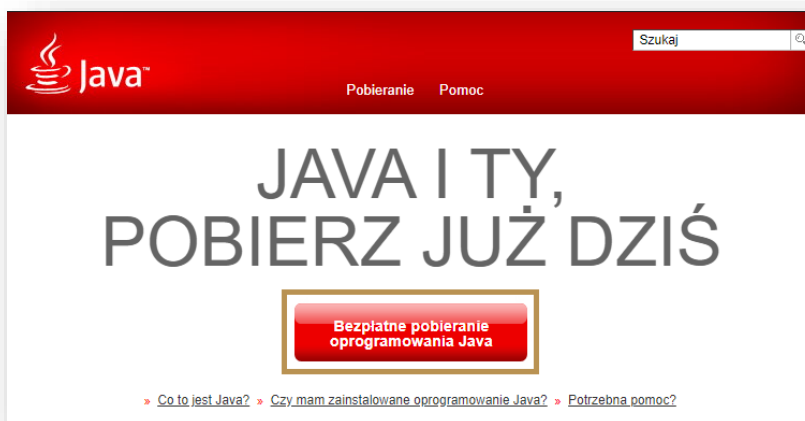 Szukaj
Java™
Pobieranie Pomoc
JAVA I TY,
POBIERZ JUŻ DZIŚ
Bezpłatne pobieranie
oprogramowania Java
» Co to jest Java? » Czy mam zainstalowane oprogramowanie Java? » Potrzebna pomoc?